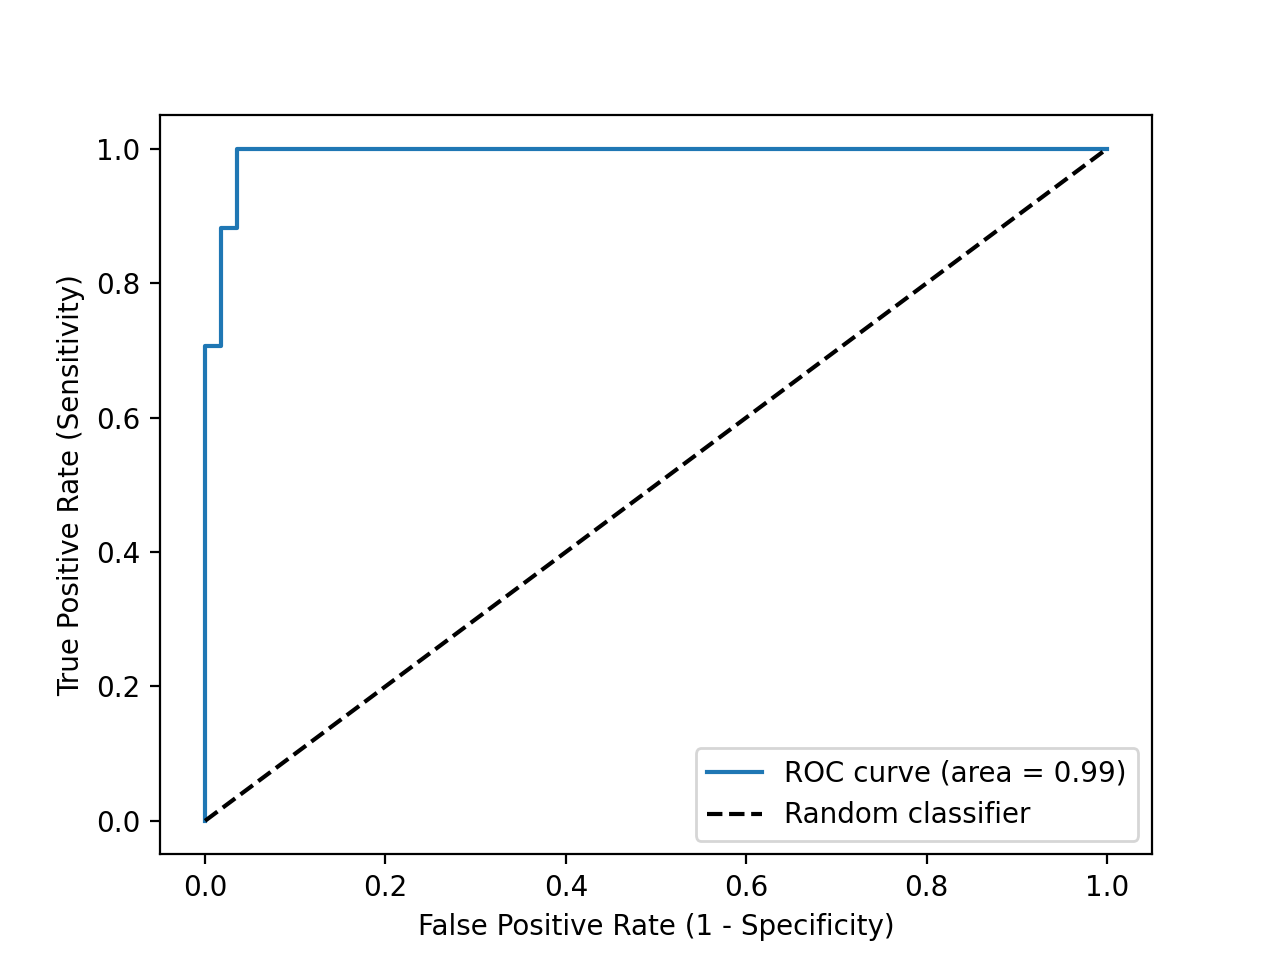 1.0
0.8
0.6
0.4
0.2
0.0
True Positive Rate (Sensitivity)
ROC curve (area = 0.99)
Random classifier
0.0 0.2 0.4 0.6 0.8 1.0
False Positive Rate (1 - Specificity)